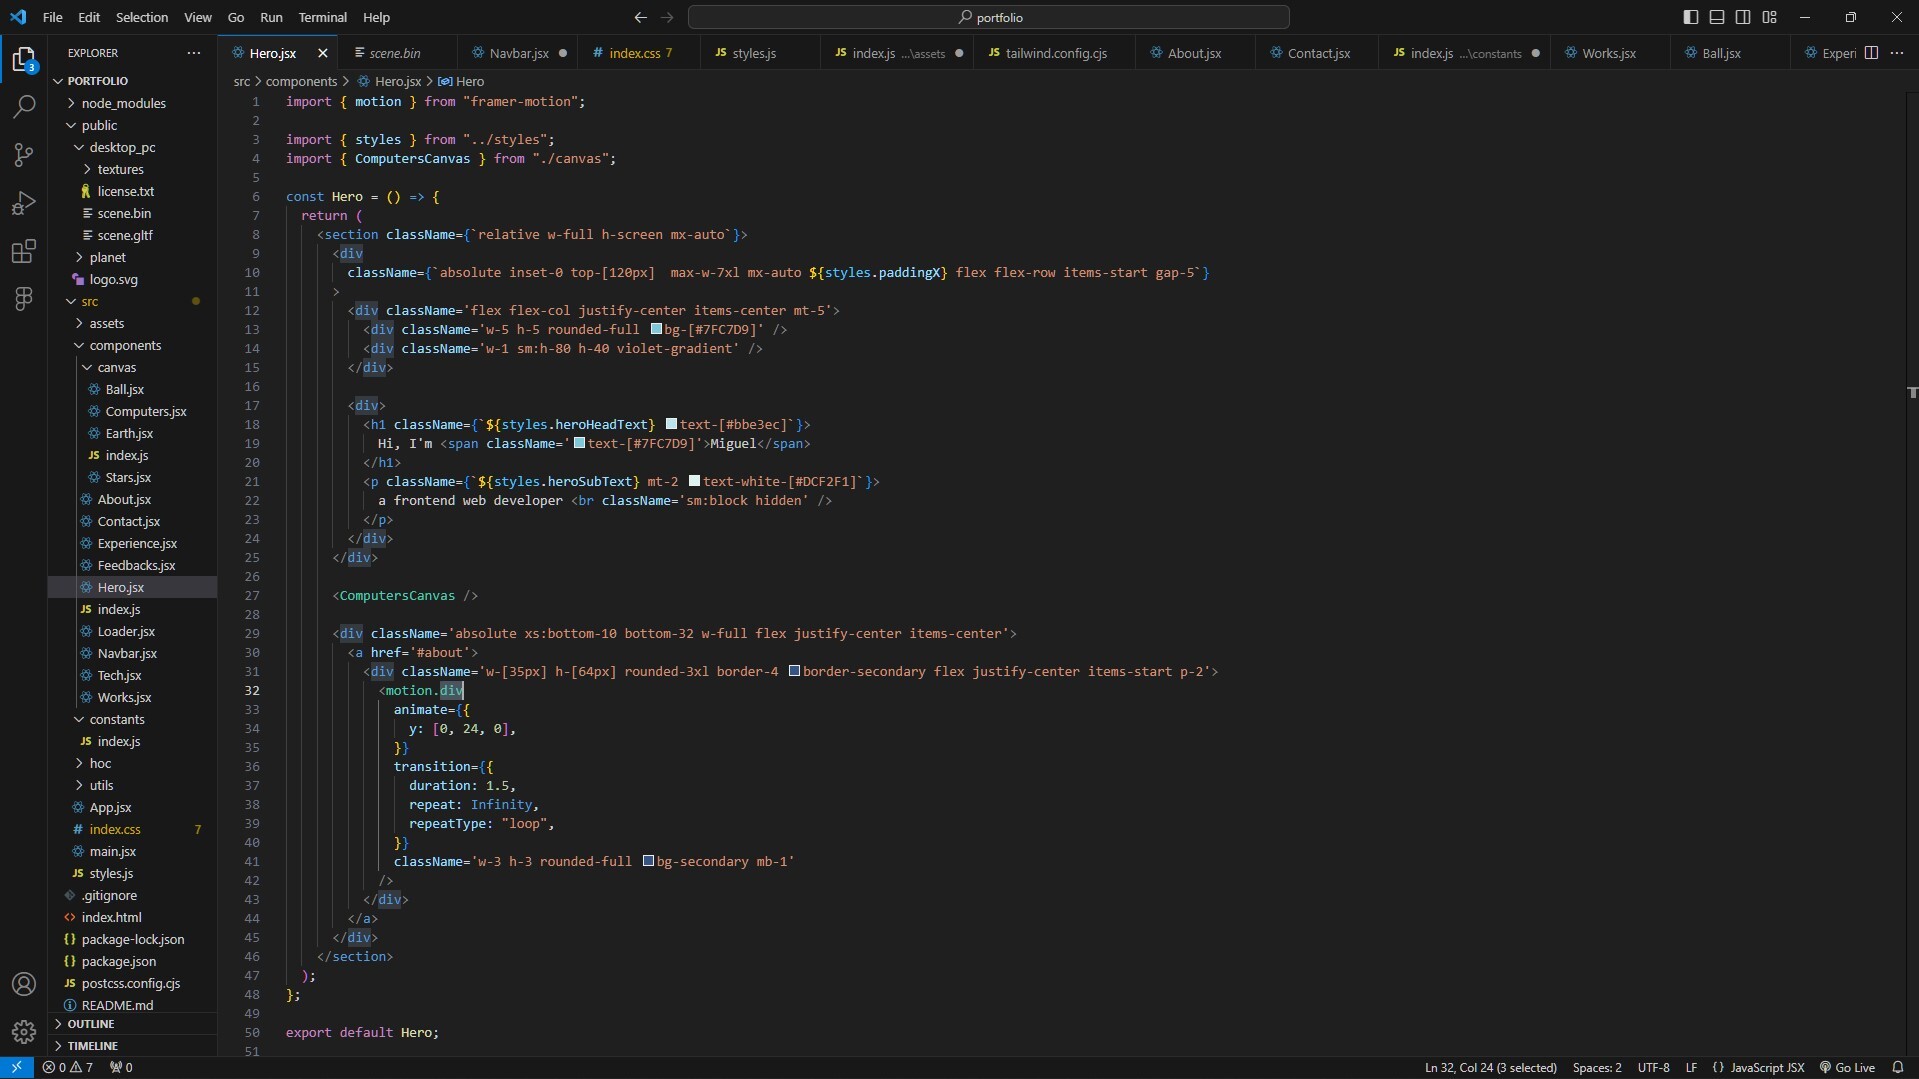 File Edit Selection View Go Run Terminal Help
portfolio
EXPLORER
PORTFOLIO
node_modules
public
desktop_pc
textures
license.txt
scene.bin
scene.gltf
planet
logo.svg
src
assets
components
canvas
Ball.jsx
Computers.jsx
Earth.jsx
JS index.js
Stars.jsx
About.jsx
Contact.jsx
Experience.jsx
Feedbacks.jsx
Hero.jsx
JS index.js
Loader.jsx
Navbar.jsx
Tech.jsx
Works.jsx
constants
JS index.js
hoc
utils
App.jsx
# index.css 7
main.jsx
JS styles.js
.gitignore
<> index.html
{} package-lock.json
{} package.json
JS postcss.config.cjs
README.md
OUTLINE
TIMELINE
3
Hero.jsx scene.bin Navbar.jsx # index.css 7 JS styles.js JS index.js ...\assets JS tailwind.config.cjs About.jsx Contact.jsx JS index.js ...\constants Works.jsx Ball.jsx Experi
src > components > Hero.jsx > Hero
1 import { motion } from "framer-motion";
2
3 import { styles } from "../styles";
4 import { ComputersCanvas } from "./canvas";
5
6 const Hero = () => {
7 return (
8 <section className={`relative w-full h-screen mx-auto`}>
9 <div
10 className={`absolute inset-0 top-[120px]  max-w-7xl mx-auto ${styles.paddingX} flex flex-row items-start gap-5`}
11 >
12 <div className='flex flex-col justify-center items-center mt-5'>
13 <div className='w-5 h-5 rounded-full bg-[#7FC7D9]' />
14 <div className='w-1 sm:h-80 h-40 violet-gradient' />
15 </div>
16
17 <div>
18 <h1 className={`${styles.heroHeadText} text-[#bbe3ec]`}>
19 Hi, I'm <span className='text-[#7FC7D9]'>Miguel</span>
20 </h1>
21 <p className={`${styles.heroSubText} mt-2 text-white-[#DCF2F1]`}>
22 a frontend web developer <br className='sm:block hidden' />
23 </p>
24 </div>
25 </div>
26
27 <ComputersCanvas />
28
29 <div className='absolute xs:bottom-10 bottom-32 w-full flex justify-center items-center'>
30 <a href='#about'>
31 <div className='w-[35px] h-[64px] rounded-3xl border-4 border-secondary flex justify-center items-start p-2'>
32 <motion.div
33 animate={{
34 y: [0, 24, 0],
35 }}
36 transition={{
37 duration: 1.5,
38 repeat: Infinity,
39 repeatType: "loop",
40 }}
41 className='w-3 h-3 rounded-full bg-secondary mb-1'
42 />
43 </div>
44 </a>
45 </div>
46 </section>
47 );
48 };
49
50 export default Hero;
51
0 7 0
Ln 32, Col 24 (3 selected) Spaces: 2 UTF-8 LF {} JavaScript JSX Go Live